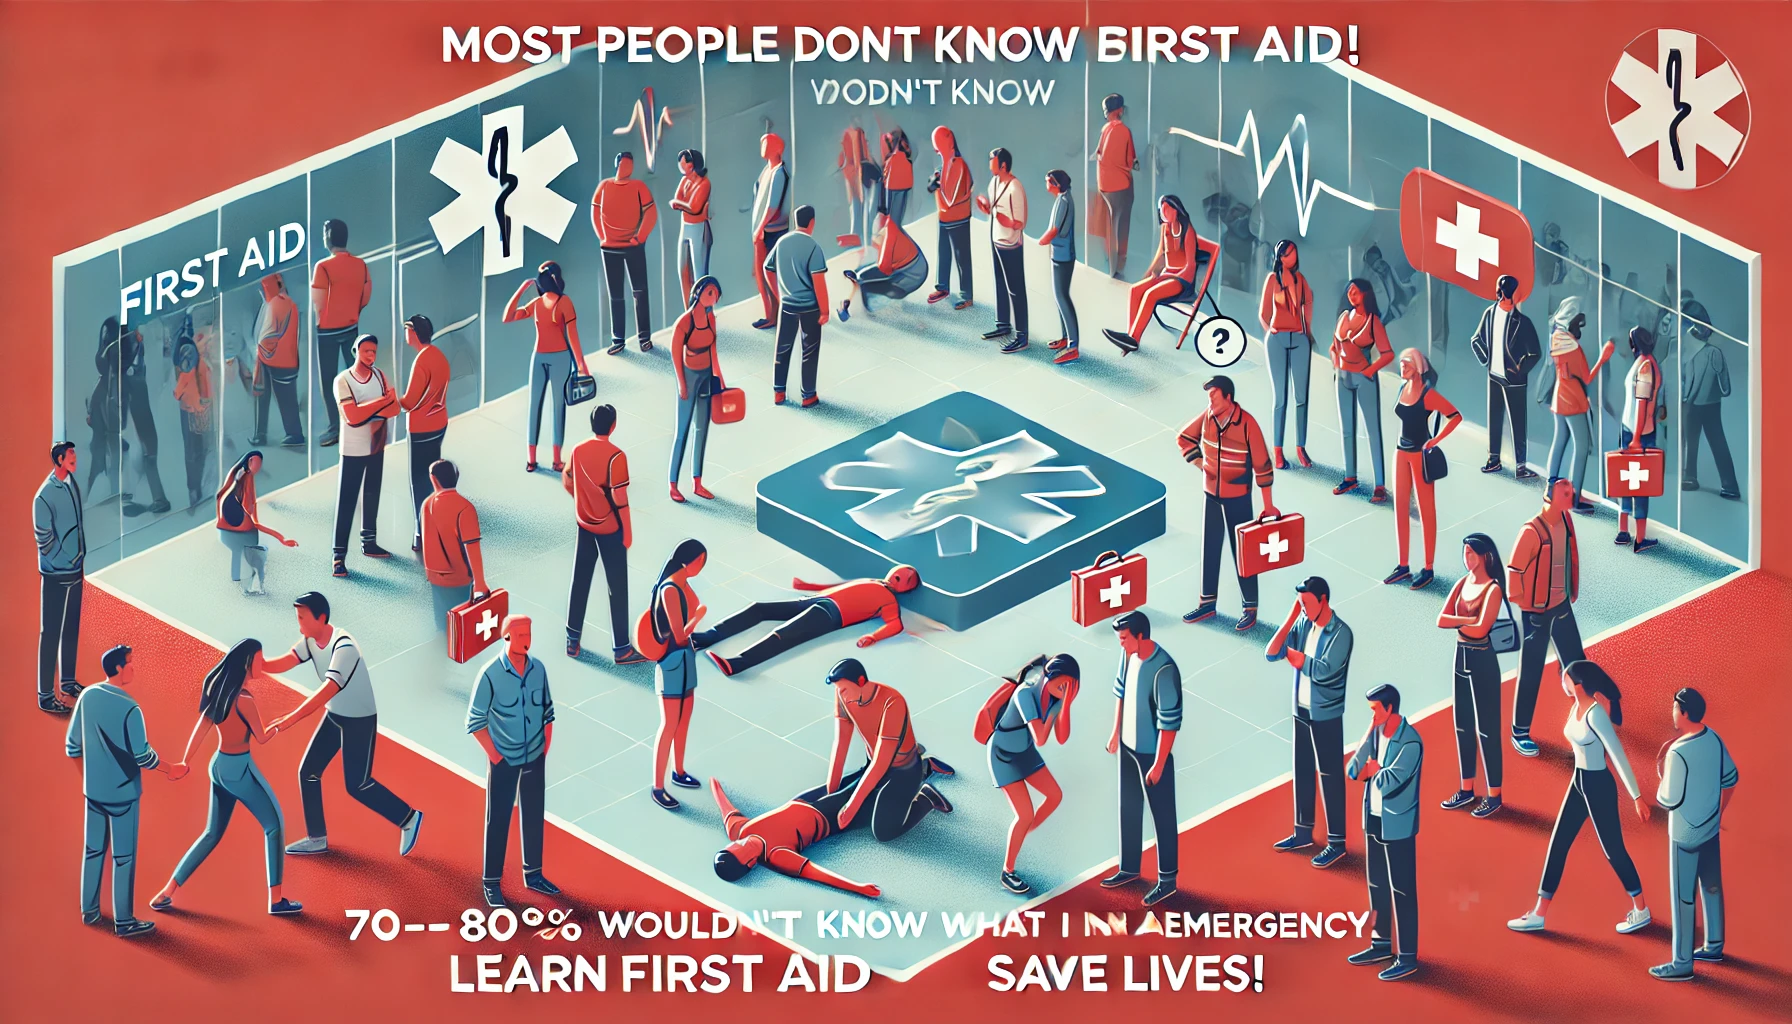 MOST PEOPLE DONT KNOW BIRST AID!
WODN'T KNOW
FIRST AID
?
70--80% WOULDN'T KNOW WHAT I IN AEMERGENCY.
LEARN FIRST AID SAVE LIVES!